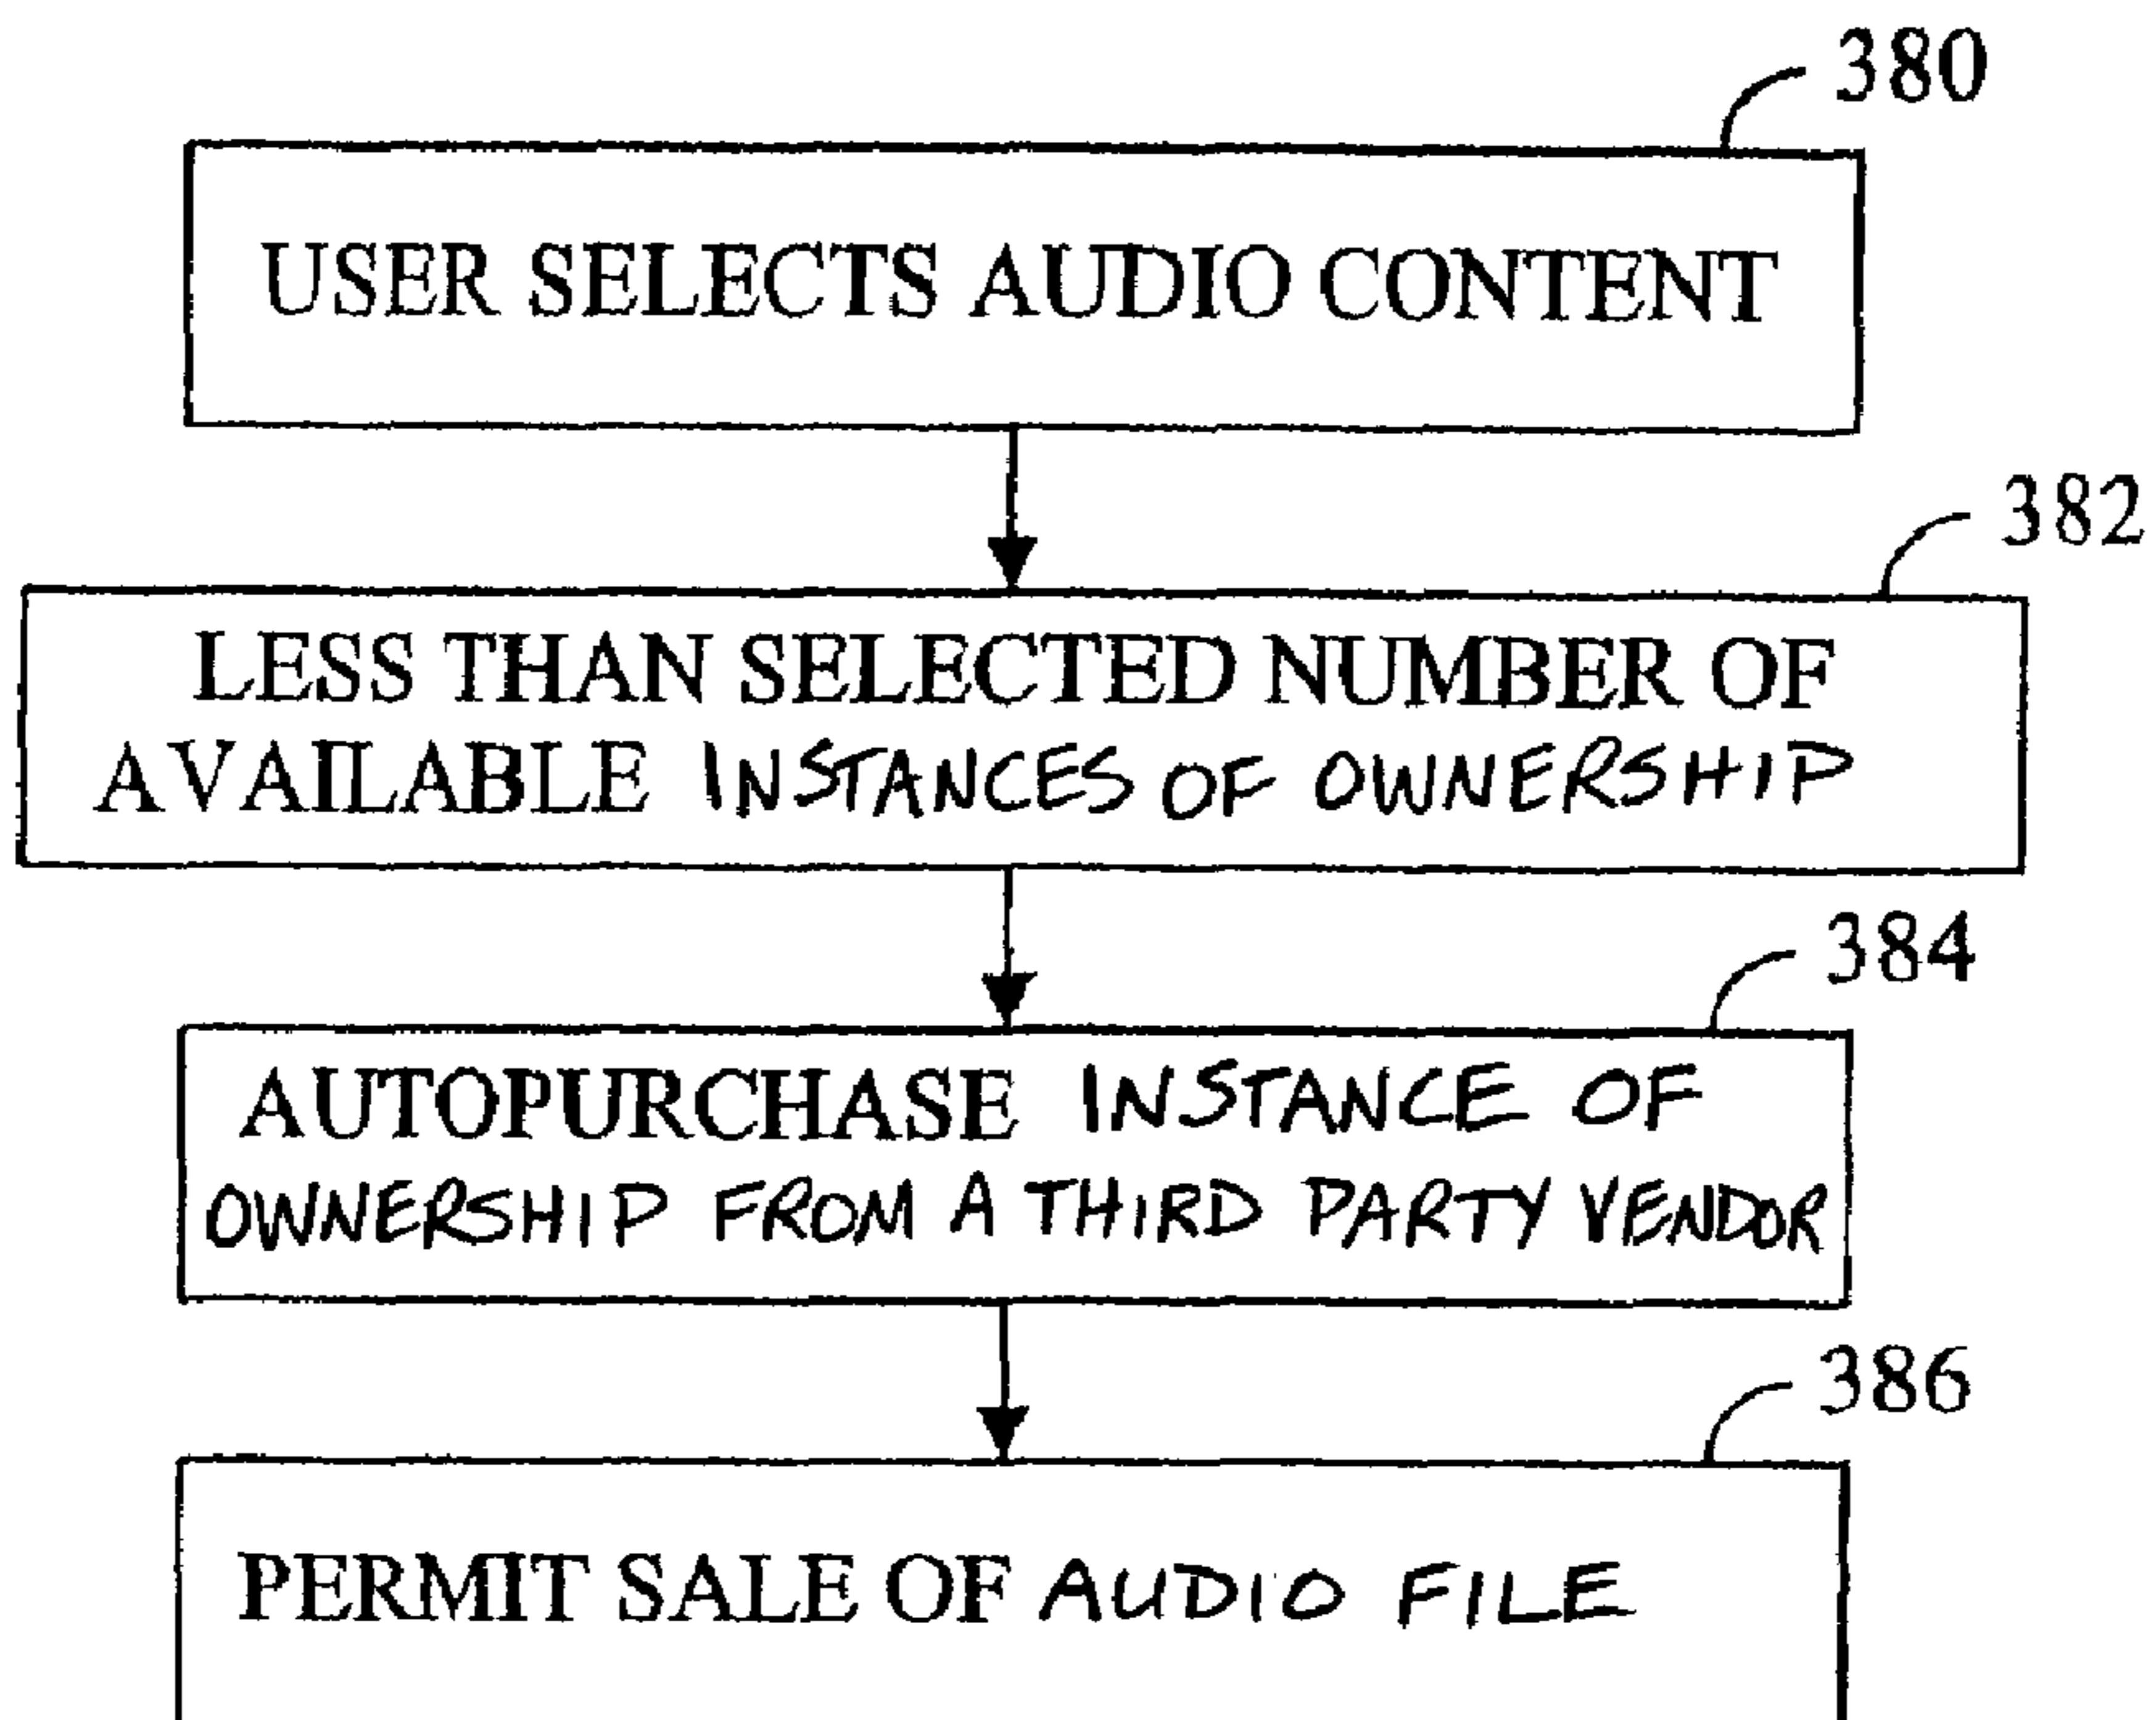 380
USER SELECTS AUDIO CONTENT
382
LESS THAN SELECTED NUMBER OF
AVAILABLE INSTANCES OF OWNERSHIP
384
AUTOPURCHASE INSTANCE OF
OWNERSHIP FROM A THIRD PARTY VENDOR
386
PERMIT SALE OF AUDIO FILE